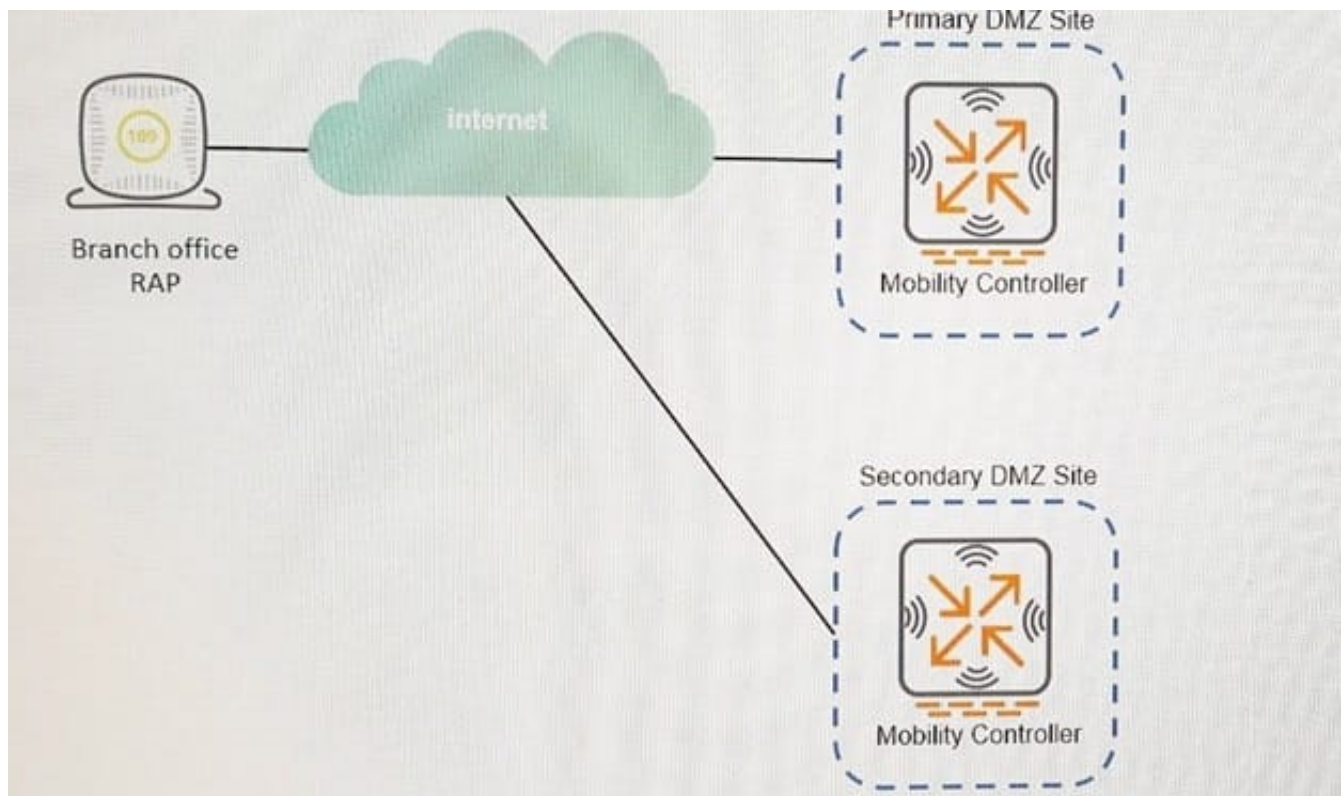 Primary DMZ Site
internet
Branch office
RAP
Mobility Controller
Secondary DMZ Site
Mobility Controller